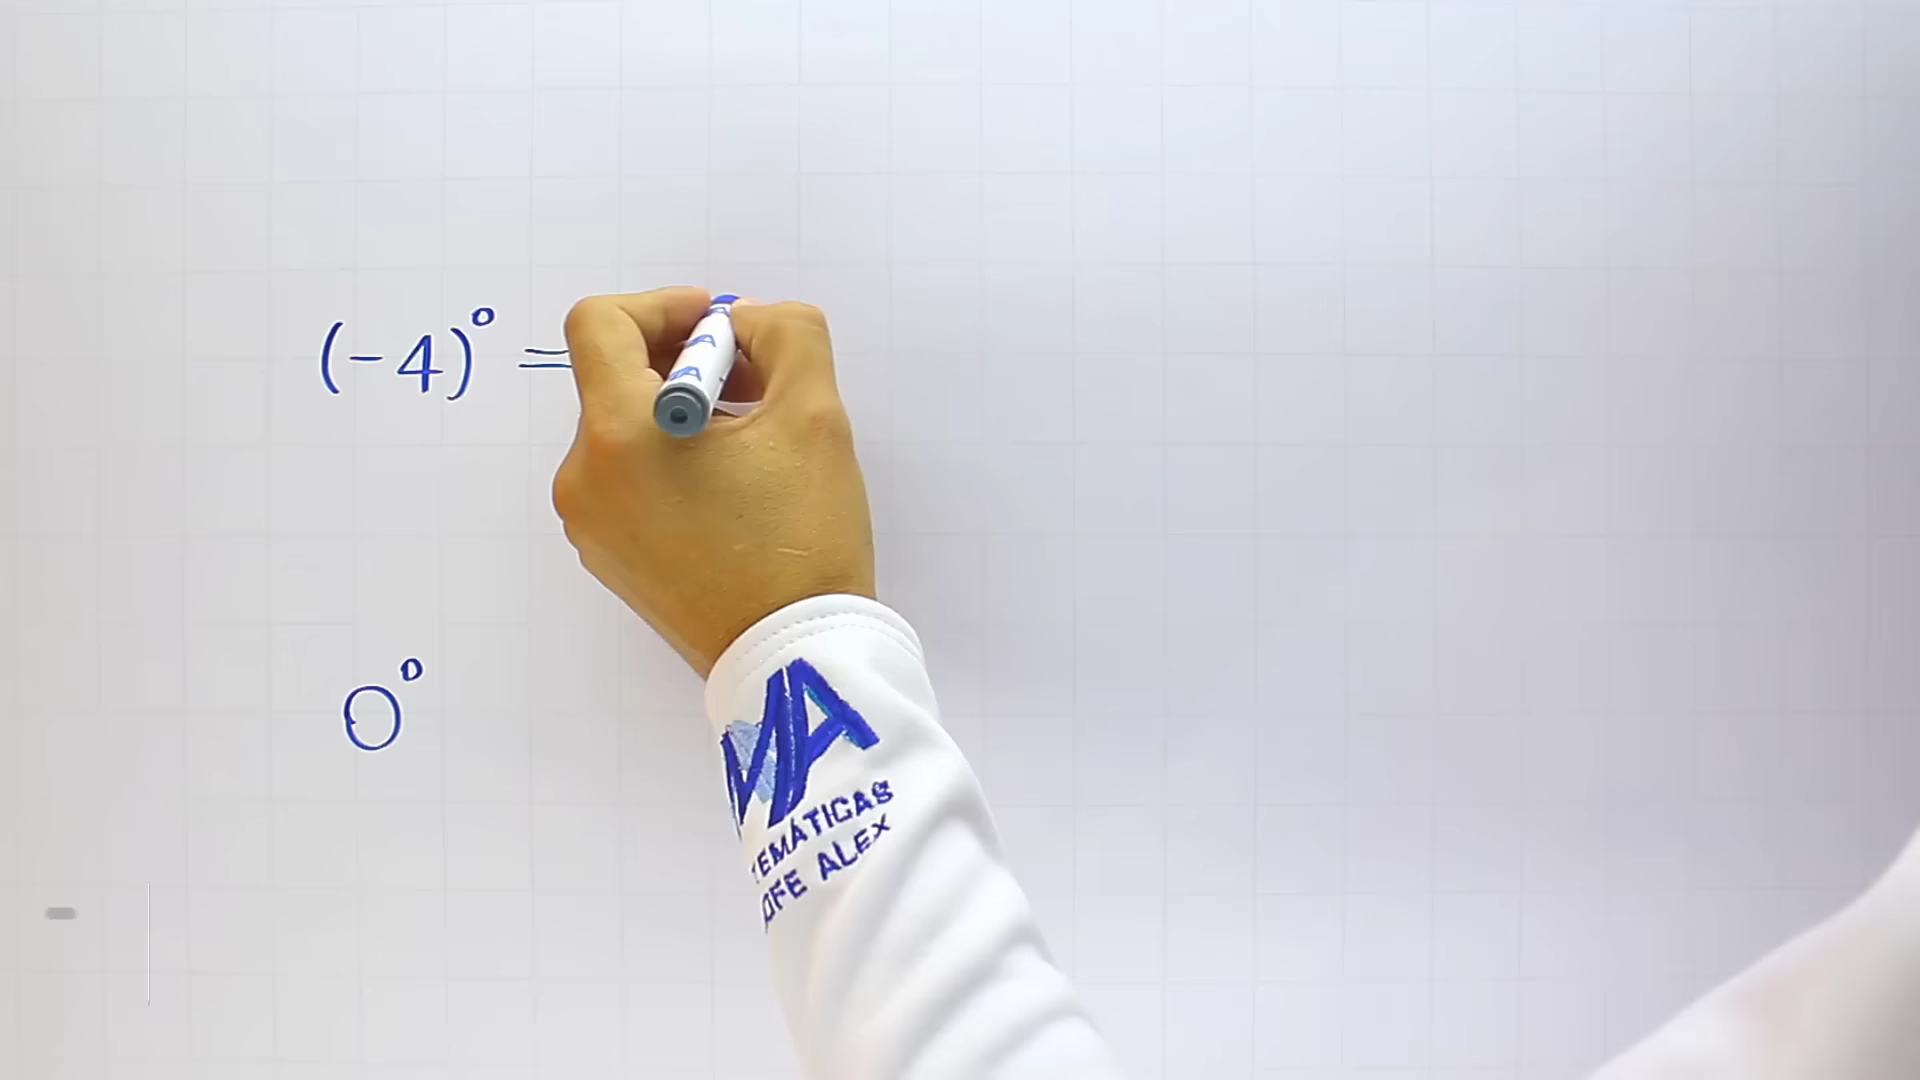 (-4)⁰ =
0⁰
MA
TEMÁTICAS
OFE ALEX